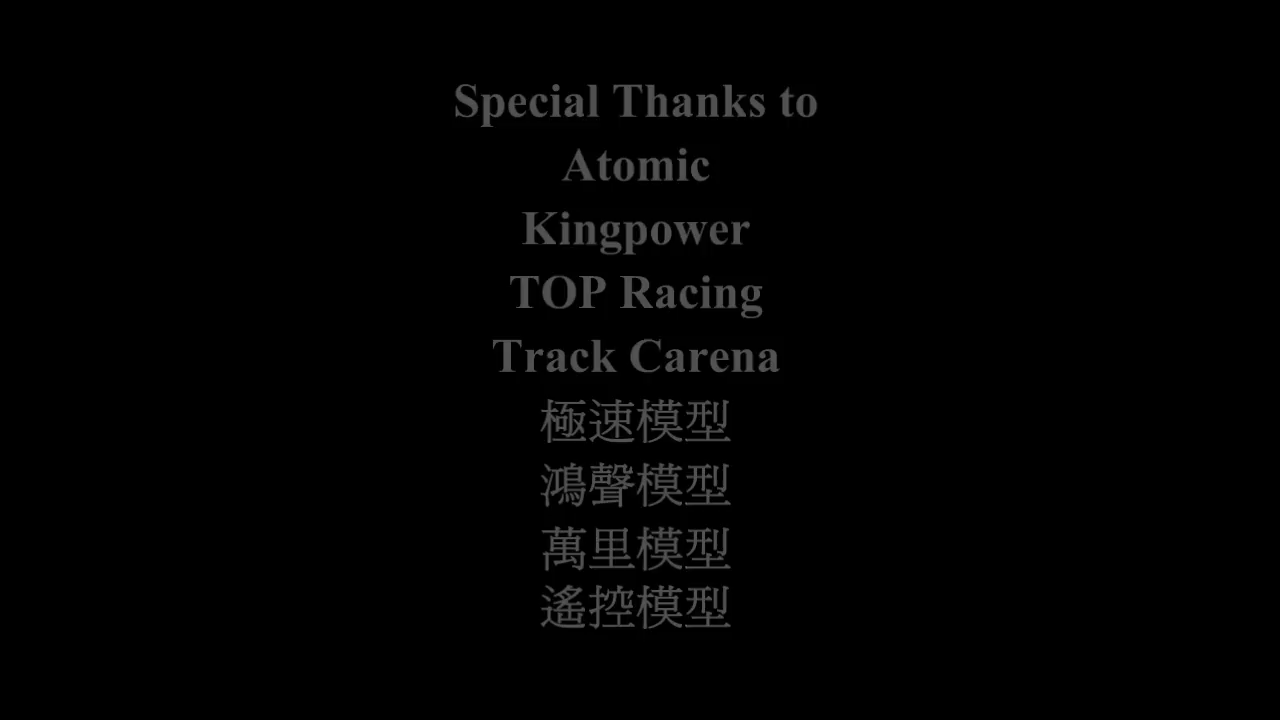 Special Thanks to
Atomic
Kingpower
TOP Racing
Track Carena
極速模型
鴻聲模型
萬里模型
遙控模型